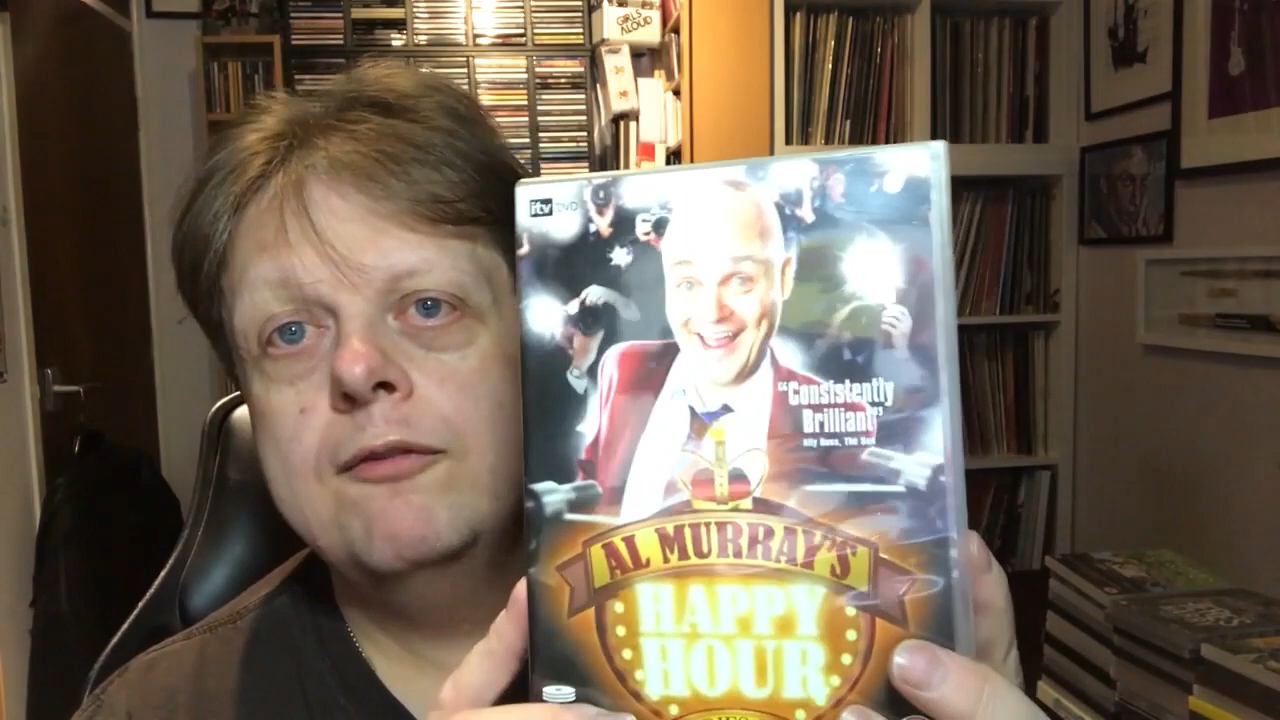 GIRLS
ALOUD
itv DVD
"Consistently
Brilliant"
Ally Ross, The Sun
AL MURRAY'S
HAPPY
HOUR